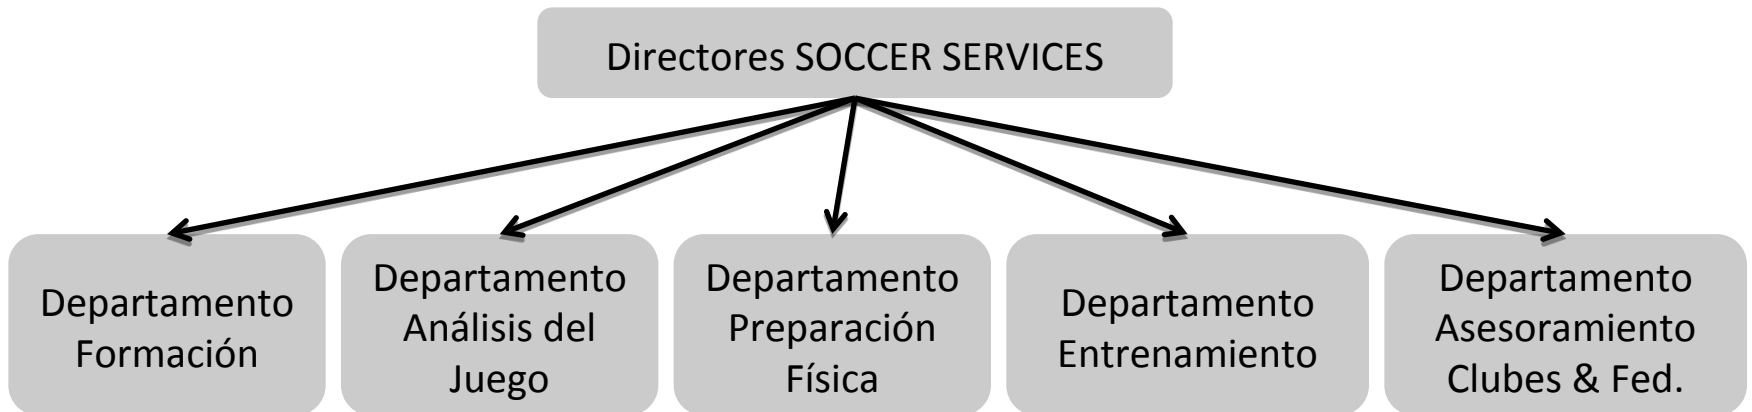 Directores SOCCER SERVICES
Departamento
Formación
Departamento
Análisis del
Juego
Departamento
Preparación
Física
Departamento
Entrenamiento
Departamento
Asesoramiento
Clubes & Fed.